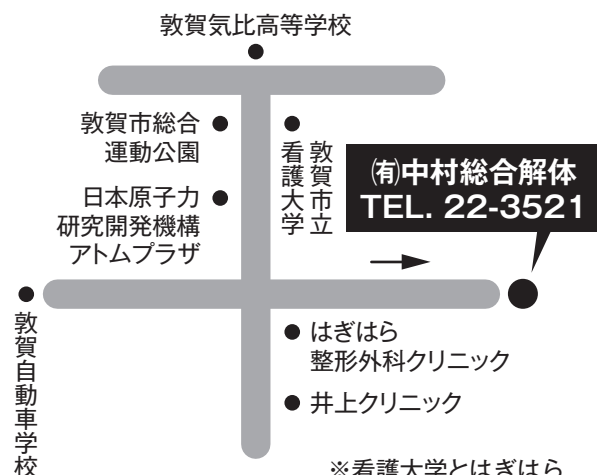 敦賀気比高等学校
敦賀市総合
運動公園
敦賀市立
看護大学
㈲中村総合解体
TEL. 22-3521
日本原子力
研究開発機構
アトムプラザ
敦賀自動車学校
はぎはら
整形外科クリニック
井上クリニック
※看護大学とはぎはら